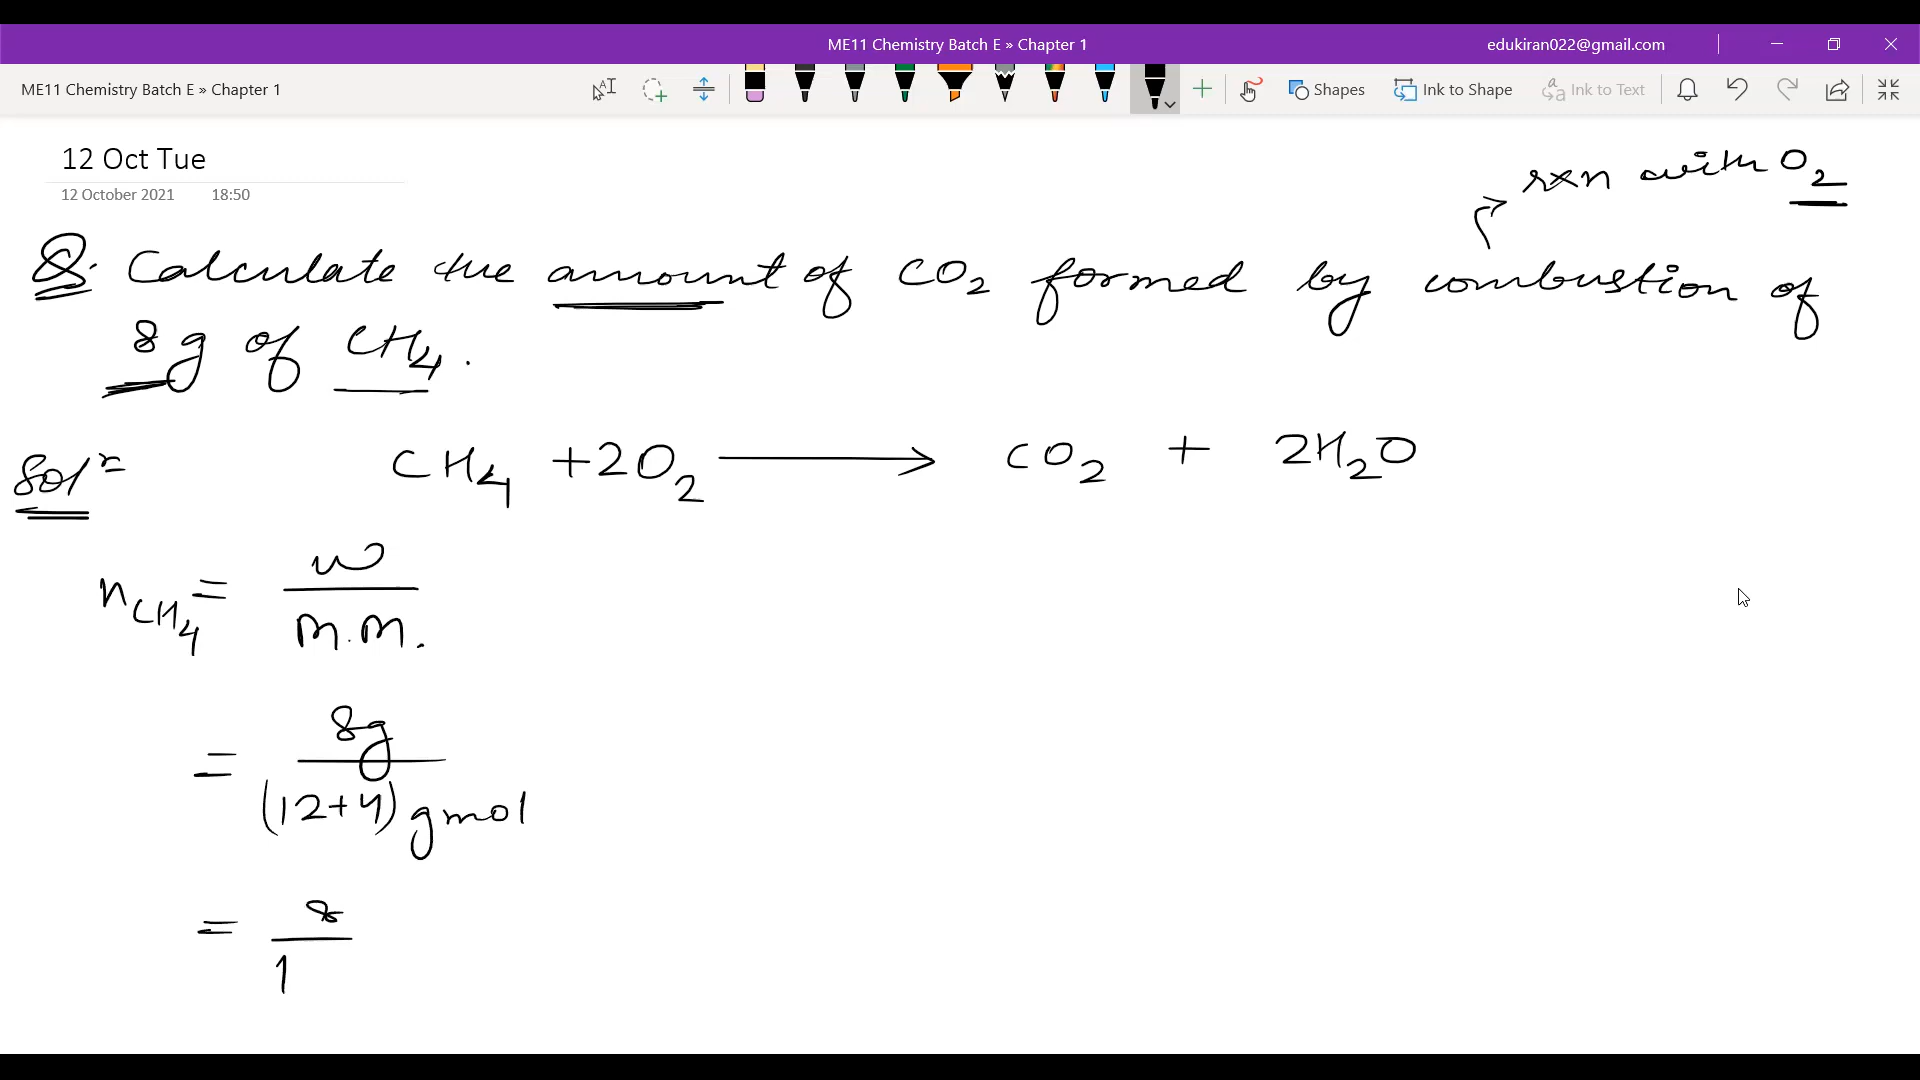 ME11 Chemistry Batch E » Chapter 1
edukiran022@gmail.com
ME11 Chemistry Batch E » Chapter 1
Shapes
Ink to Shape
Ink to Text
12 Oct Tue
12 October 2021 18:50
rxn with O2
Q. Calculate the amount of CO2 formed by combustion of
8g of CH4.
Sol
CH4 + 2O2 → CO2 + 2H2O
nCH4 = w / M.M.
= 8g / (12+4) gmol
= 8 / 1